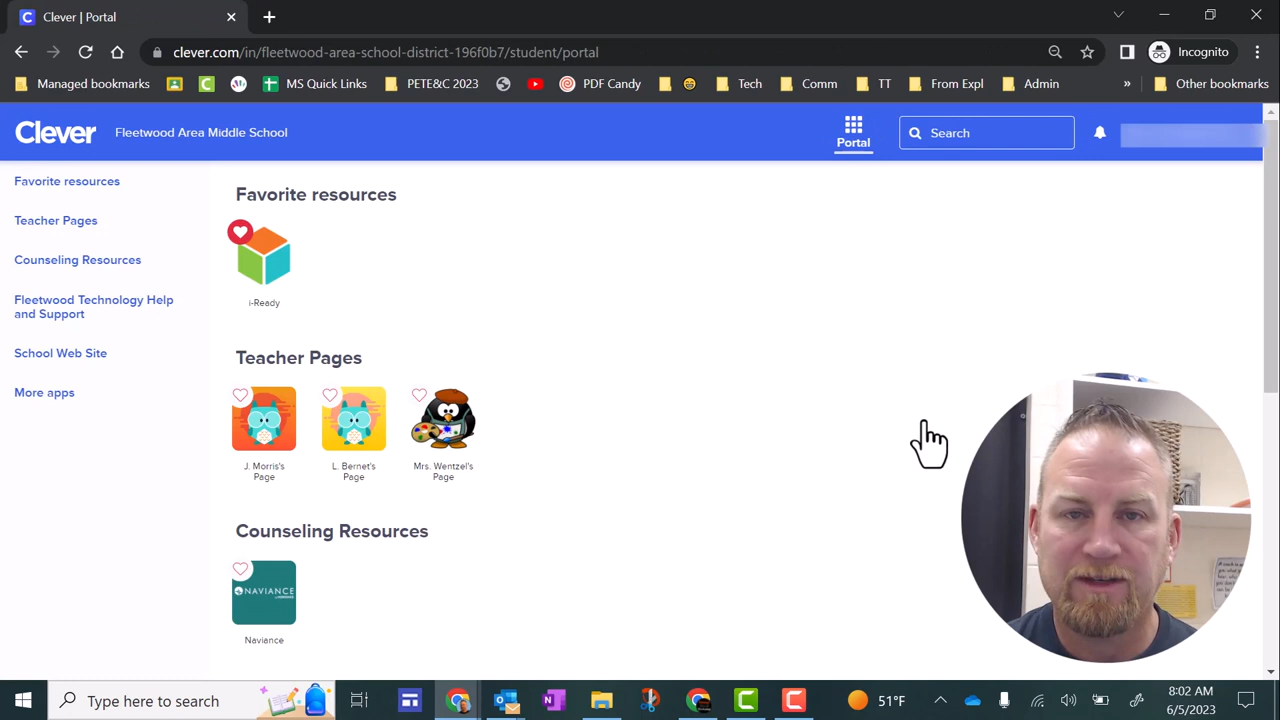 Clever | Portal
clever.com/in/fleetwood-area-school-district-196f0b7/student/portal
Incognito
Managed bookmarks
MS Quick Links
PETE&C 2023
PDF Candy
Tech
Comm
TT
From Expl
Admin
»
Other bookmarks
Clever
Fleetwood Area Middle School
Portal
Search
Favorite resources
Teacher Pages
Counseling Resources
Fleetwood Technology Help
and Support
School Web Site
More apps
Favorite resources
i-Ready
Teacher Pages
J. Morris's
Page
L. Bernet's
Page
Mrs. Wentzel's
Page
Counseling Resources
NAVIANCE
Naviance
Type here to search
51°F
8:02 AM
6/5/2023